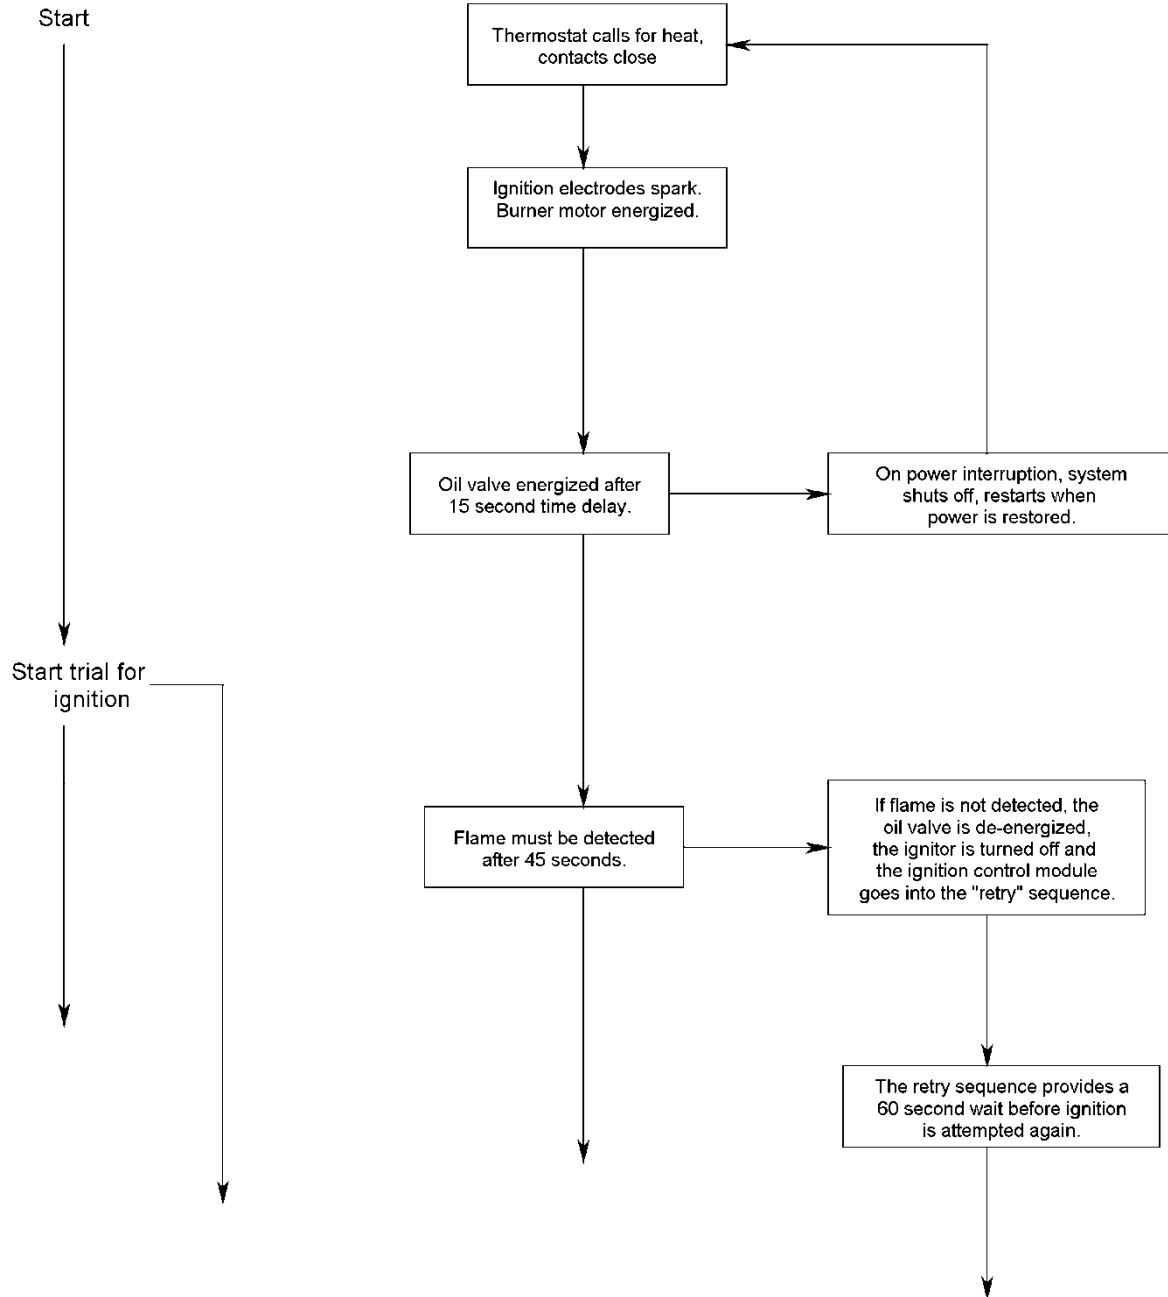 Start
Thermostat calls for heat,
contacts close
Ignition electrodes spark.
Burner motor energized.
Oil valve energized after
15 second time delay.
On power interruption, system
shuts off, restarts when
power is restored.
Start trial for
ignition
Flame must be detected
after 45 seconds.
If flame is not detected, the
oil valve is de-energized,
the ignitor is turned off and
the ignition control module
goes into the "retry" sequence.
The retry sequence provides a
60 second wait before ignition
is attempted again.